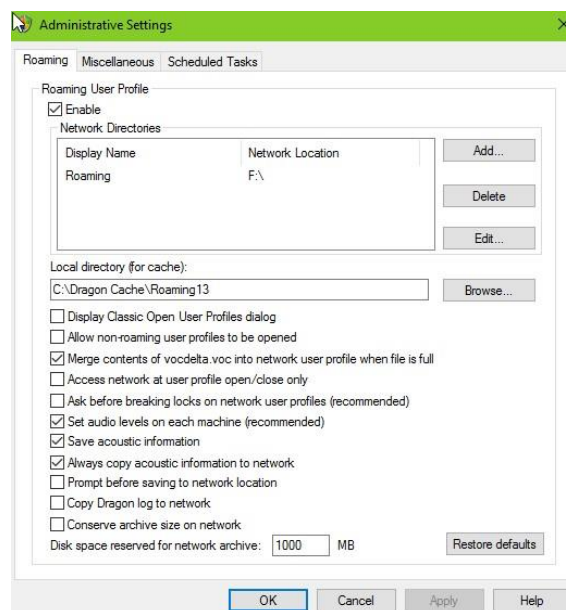 Administrative Settings
Roaming Miscellaneous Scheduled Tasks
Roaming User Profile
Enable
Network Directories
Display Name Network Location Add...
Roaming F:\
Delete
Edit...
Local directory (for cache):
C:\Dragon Cache\Roaming13 Browse...
Display Classic Open User Profiles dialog
Allow non-roaming user profiles to be opened
Merge contents of vocdelta.voc into network user profile when file is full
Access network at user profile open/close only
Ask before breaking locks on network user profiles (recommended)
Set audio levels on each machine (recommended)
Save acoustic information
Always copy acoustic information to network
Prompt before saving to network location
Copy Dragon log to network
Conserve archive size on network
Disk space reserved for network archive: 1000 MB Restore defaults
OK Cancel Apply Help